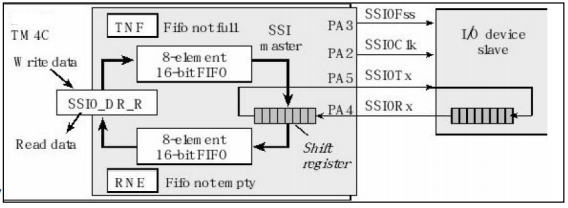 TM4C
TNF Fifo not full
SSI
master
Write data
8-element
16-bit FIFO
SSI0_DR_R
Read data
8-element
16-bit FIFO
RNE Fifo not empty
Shift
register
PA3 SSI0Fss
PA2 SSI0Clk
PA5 SSI0Tx
PA4 SSI0Rx
I/O device
slave